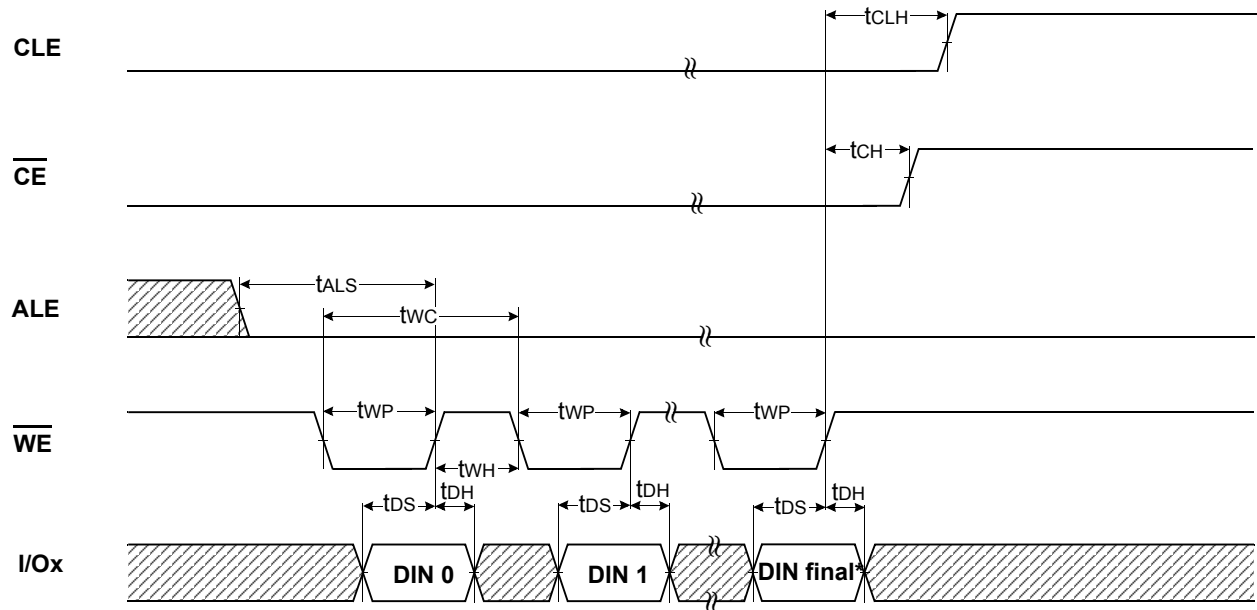 tCLH
CLE
tCH
CE
tALS
ALE
tWC
tWP tWP tWP
WE
tWH
tDS tDH tDS tDH tDS tDH
I/Ox DIN 0 DIN 1 DIN final*